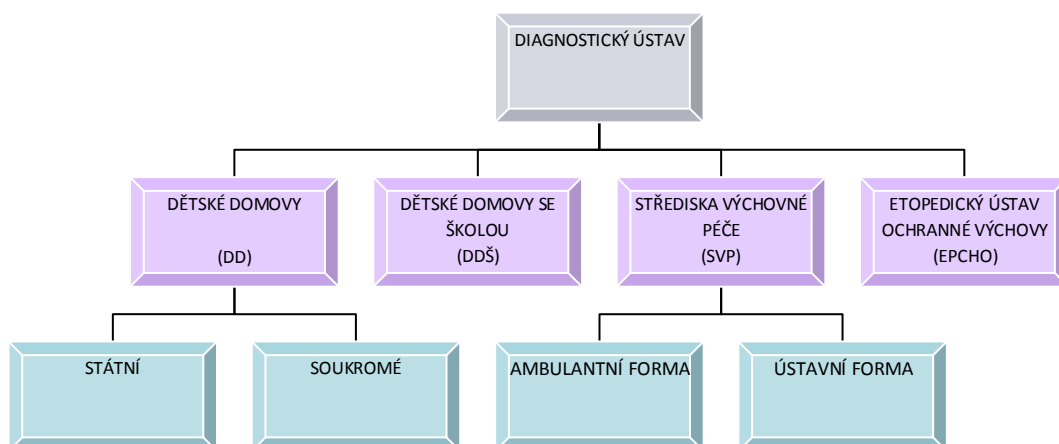 DIAGNOSTICKÝ ÚSTAV
DĚTSKÉ DOMOVY
(DD)
DĚTSKÉ DOMOVY SE
ŠKOLOU
(DDŠ)
STŘEDISKA VÝCHOVNÉ
PÉČE
(SVP)
ETOPEDICKÝ ÚSTAV
OCHRANNÉ VÝCHOVY
(EPCHO)
STÁTNÍ
SOUKROMÉ
AMBULANTNÍ FORMA
ÚSTAVNÍ FORMA